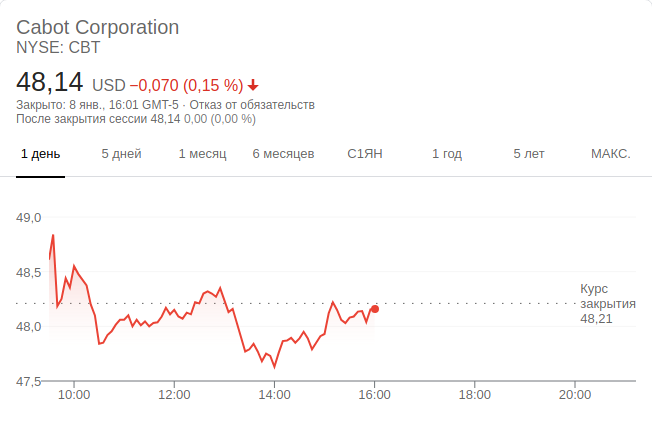 Cabot Corporation
NYSE: CBT
48,14 USD −0,070 (0,15 %)
Закрыто: 8 янв., 16:01 GMT-5 · Отказ от обязательств
После закрытия сессии 48,14 0,00 (0,00 %)
1 день 5 дней 1 месяц 6 месяцев С1ЯН 1 год 5 лет МАКС.
49,0
48,5
Курс
закрытия
48,21
48,0
47,5
10:00 12:00 14:00 16:00 18:00 20:00